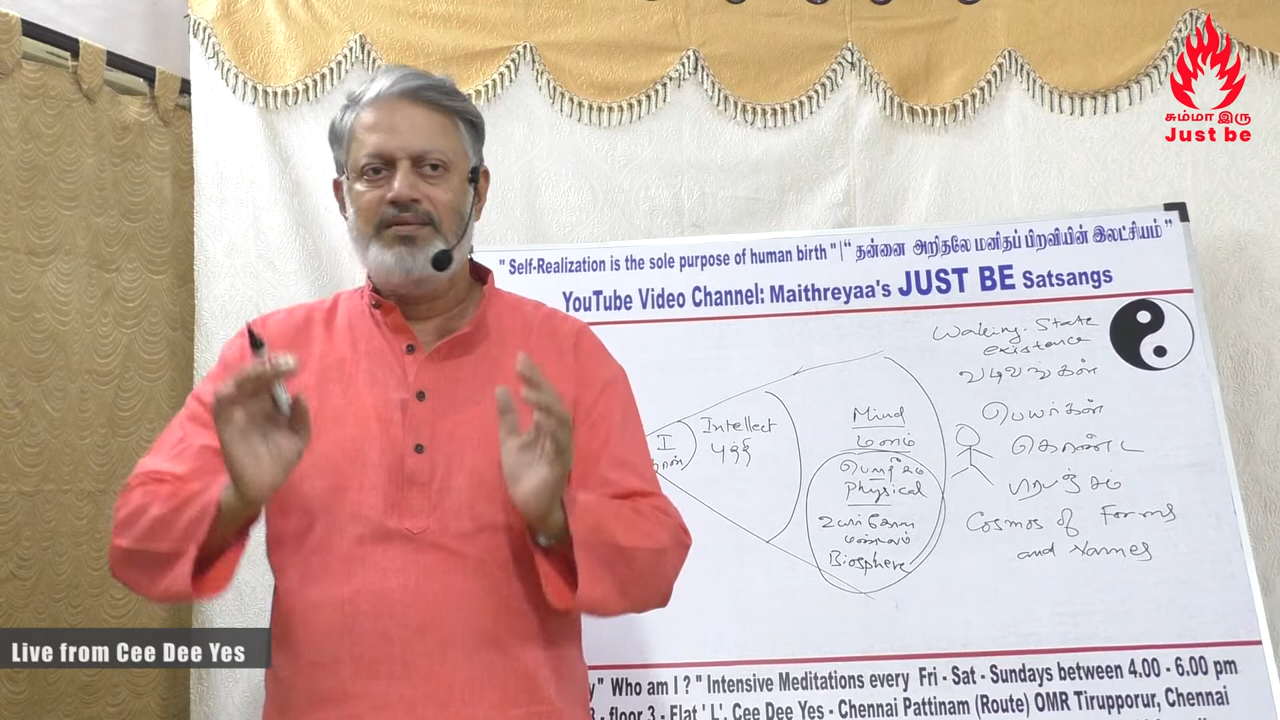 சும்மா இரு
Just be
" Self-Realization is the sole purpose of human birth " | " தன்னை அறிதலே மனிதப் பிறவியின் இலட்சியம் "
YouTube Video Channel: Maithreyaa's JUST BE Satsangs
Waking-State
existence
வடிவங்கள்
பெயர்கள்
கொண்ட
பிரபஞ்சம்
Cosmos of Forms
and Names
I
Intellect
புத்தி
Mind
மனம்
Physical
உயிர்கோள
மண்டலம்
Biosphere
Live from Cee Dee Yes
" Who am I ? " Intensive Meditations every Fri - Sat - Sundays between 4.00 - 6.00 pm
- floor 3 - Flat ' L', Cee Dee Yes - Chennai Pattinam (Route) OMR Tirupporur, Chennai